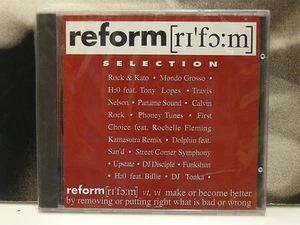 reform [rɪ'fɔ:m]
SELECTION
Rock & Kato • Mondo Grosso •
H20 feat. Tony Lopes • Travis
Nelson • Paname Sound • Calvin
Rock • Phoney Tunes • First
Choice feat. Rochelle Fleming
Kamasutra Remix • Dolphin feat.
San'd • Street Corner Symphony
• Upstate • DJ Disciple • Funkshun
• H20 feat. Billie • DJ Tonka •
reform [rɪ'fɔ:m] vt, vi make or become better
by removing or putting right what is bad or wrong